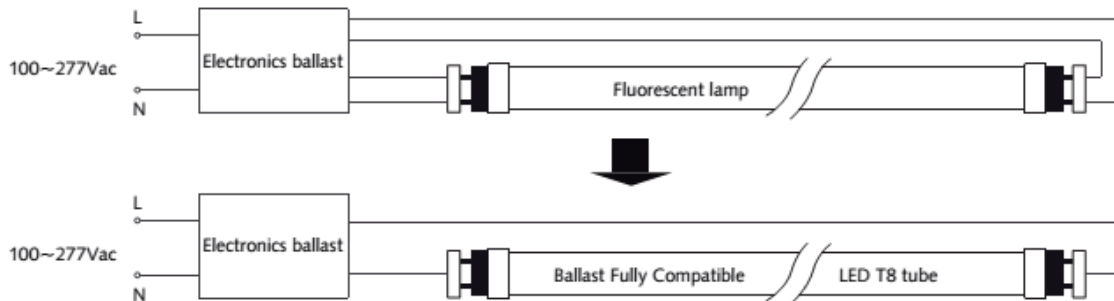 L
100~277Vac
Electronics ballast
N
Fluorescent lamp
L
100~277Vac
Electronics ballast
N
Ballast Fully Compatible LED T8 tube